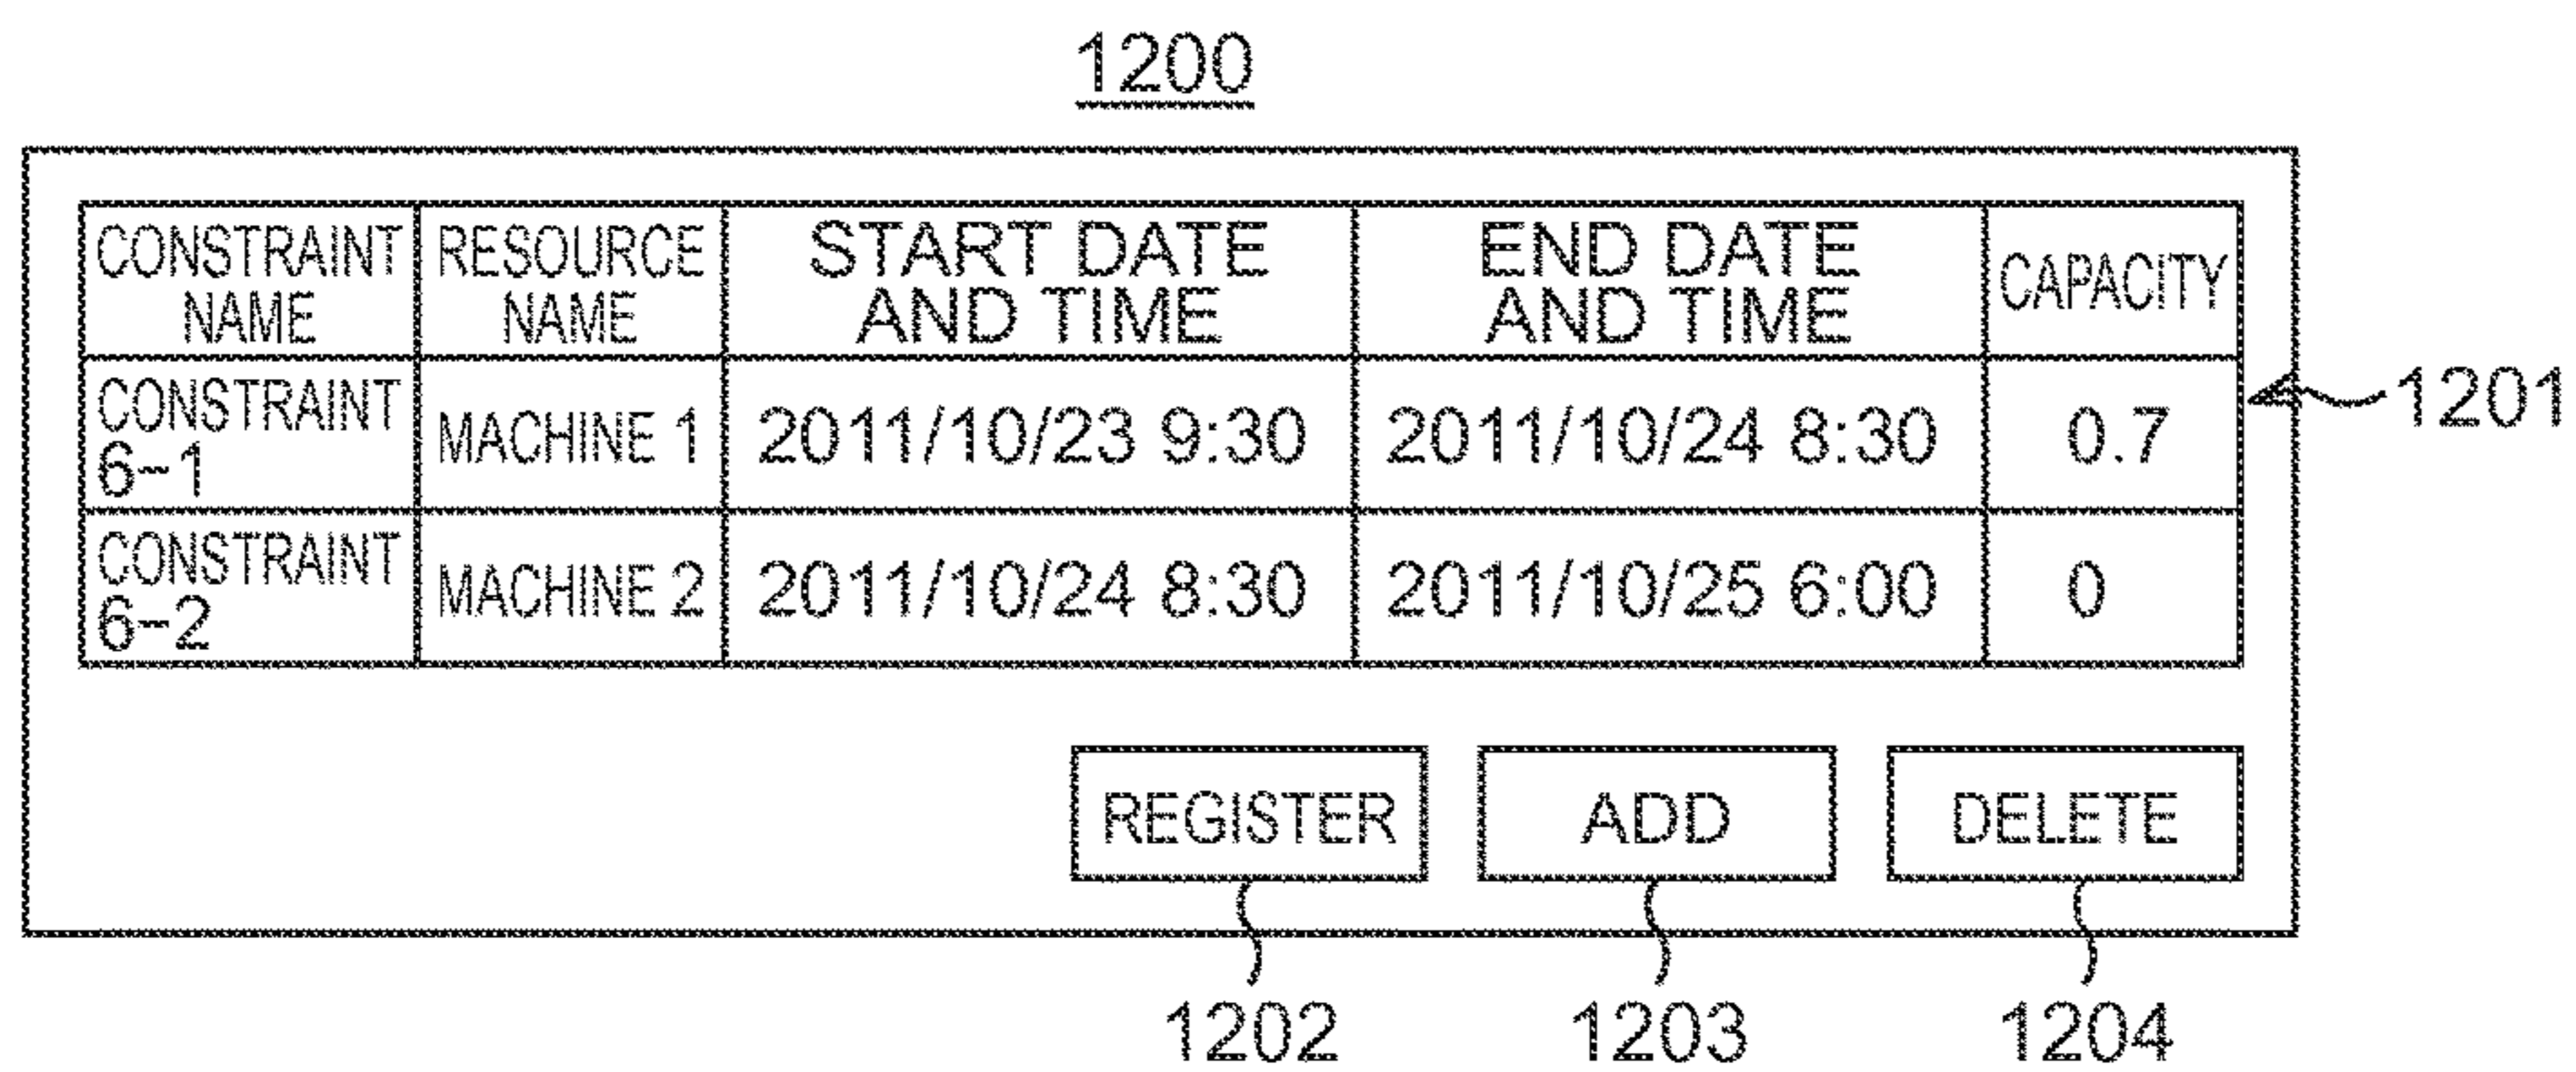 1200
CONSTRAINT NAME RESOURCE NAME START DATE AND TIME END DATE AND TIME CAPACITY
CONSTRAINT 6-1 MACHINE 1 2011/10/23 9:30 2011/10/24 8:30 0.7
1201
CONSTRAINT 6-2 MACHINE 2 2011/10/24 8:30 2011/10/25 6:00 0
REGISTER ADD DELETE
1202 1203 1204